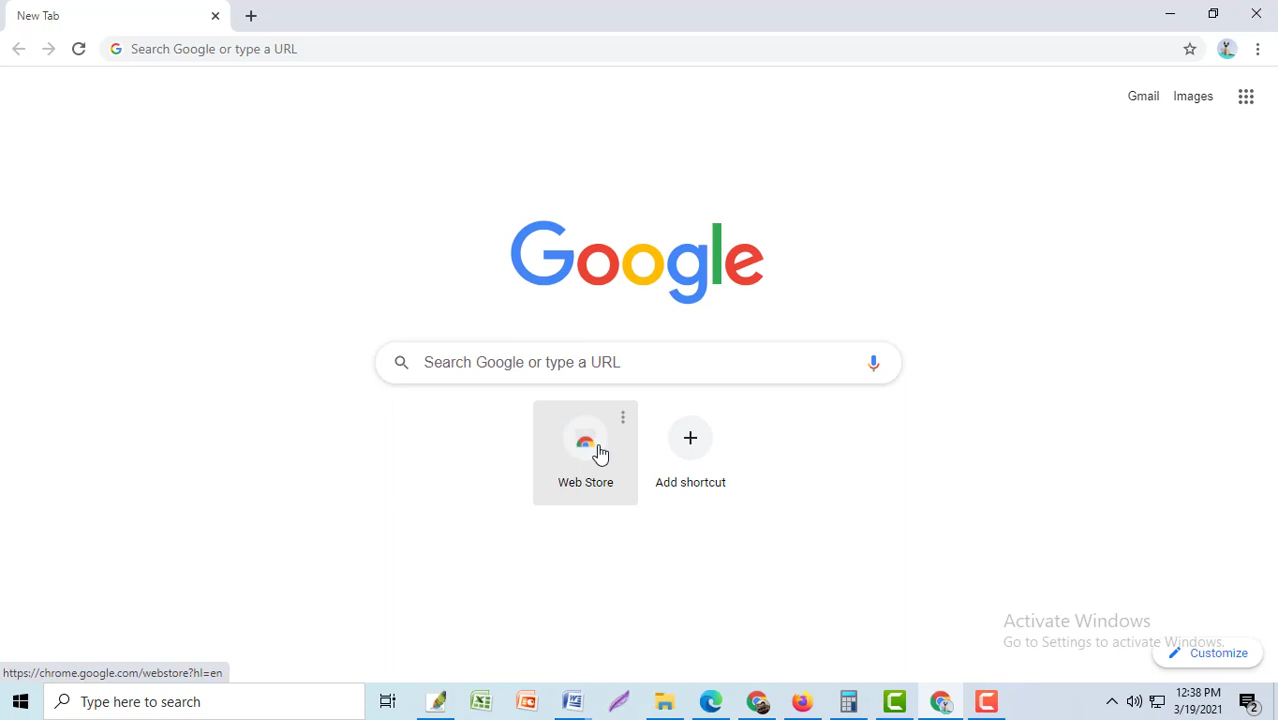 New Tab
Search Google or type a URL
Gmail Images
Google
Search Google or type a URL
Web Store
Add shortcut
Activate Windows
Go to Settings to activate Windows.
Customize
https://chrome.google.com/webstore?hl=en
Type here to search
12:38 PM
3/19/2021
2